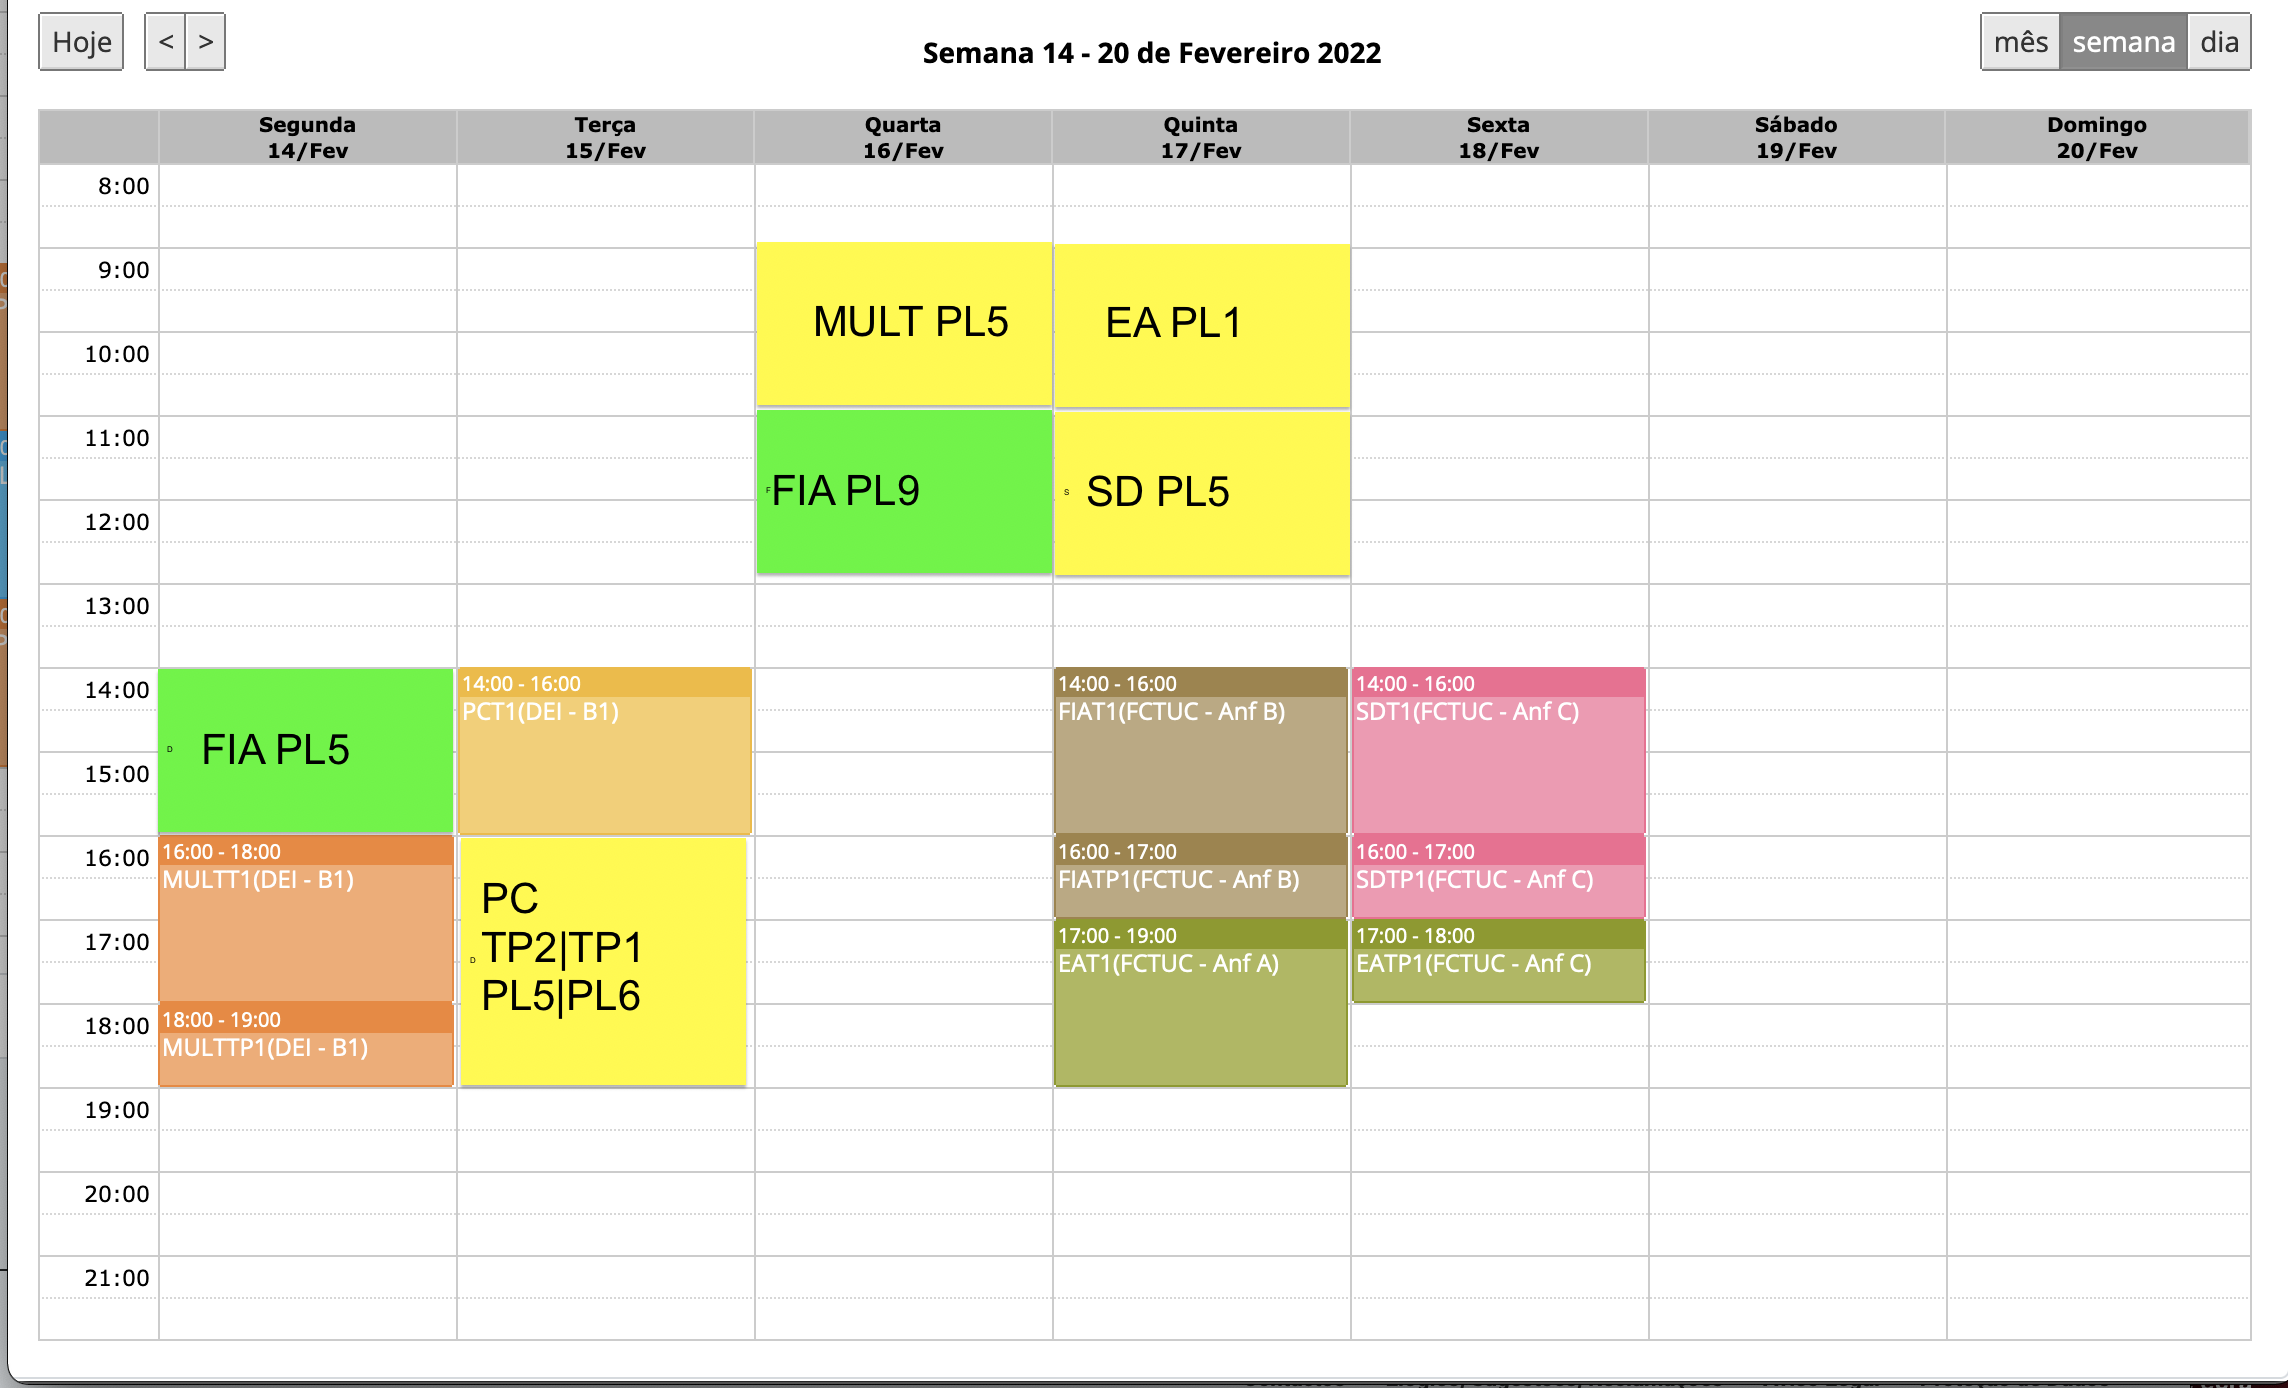 Hoje < > Semana 14 - 20 de Fevereiro 2022 mês semana dia
Segunda Terça Quarta Quinta Sexta Sábado Domingo
14/Fev 15/Fev 16/Fev 17/Fev 18/Fev 19/Fev 20/Fev
8:00
9:00
MULT PL5 EA PL1
10:00
11:00
F FIA PL9 S SD PL5
12:00
13:00
14:00
14:00 - 16:00
PCT1(DEI - B1)
14:00 - 16:00
FIAT1(FCTUC - Anf B)
14:00 - 16:00
SDT1(FCTUC - Anf C)
D FIA PL5
15:00
16:00
16:00 - 18:00
MULTT1(DEI - B1)
PC
D TP2|TP1
PL5|PL6
16:00 - 17:00
FIATP1(FCTUC - Anf B)
16:00 - 17:00
SDTP1(FCTUC - Anf C)
17:00
17:00 - 19:00
EAT1(FCTUC - Anf A)
17:00 - 18:00
EATP1(FCTUC - Anf C)
18:00
18:00 - 19:00
MULTTP1(DEI - B1)
19:00
20:00
21:00